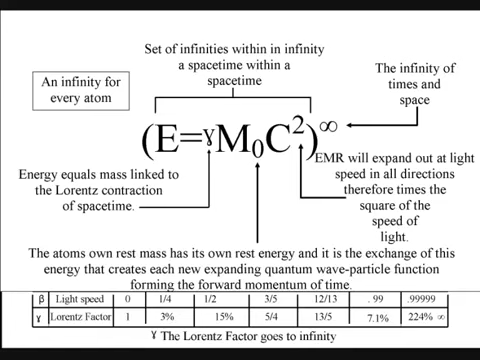 Set of infinities within in infinity
a spacetime within a
spacetime
An infinity for
every atom
The infinity of
times and
space
(E=ɣM₀C²)^∞
Energy equals mass linked to
the Lorentz contraction
of spacetime.
EMR will expand out at light
speed in all directions
therefore times the
square of the
speed of
light.
The atoms own rest mass has its own rest energy and it is the exchange of this
energy that creates each new expanding quantum wave-particle function
forming the forward momentum of time.
β Light speed 0 1/4 1/2 3/5 12/13 . 99 .99999
ɣ Lorentz Factor 1 3% 15% 5/4 13/5 7.1% 224% ∞
ɣ The Lorentz Factor goes to infinity